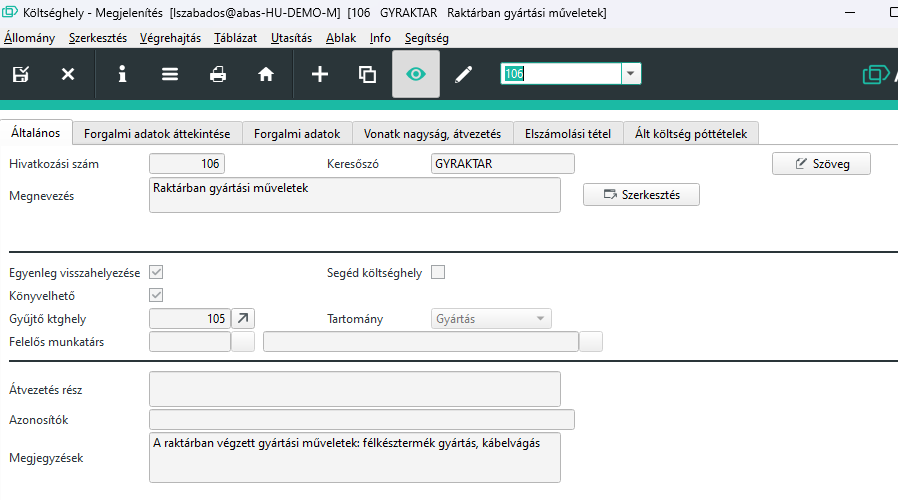 Költséghely - Megjelenítés [lszabados@abas-HU-DEMO-M] [106 GYRAKTAR Raktárban gyártási műveletek]
Állomány Szerkesztés Végrehajtás Táblázat Utasítás Ablak Info Segítség
106
Általános Forgalmi adatok áttekintése Forgalmi adatok Vonatk nagyság, átvezetés Elszámolási tétel Ált költség póttételek
Hivatkozási szám 106 Keresőszó GYRAKTAR Szöveg
Megnevezés Raktárban gyártási műveletek Szerkesztés
Egyenleg visszahelyezése Segéd költséghely
Könyvelhető
Gyűjtő ktghely 105 Tartomány Gyártás
Felelős munkatárs
Átvezetés rész
Azonosítók
Megjegyzések A raktárban végzett gyártási műveletek: félkésztermék gyártás, kábelvágás